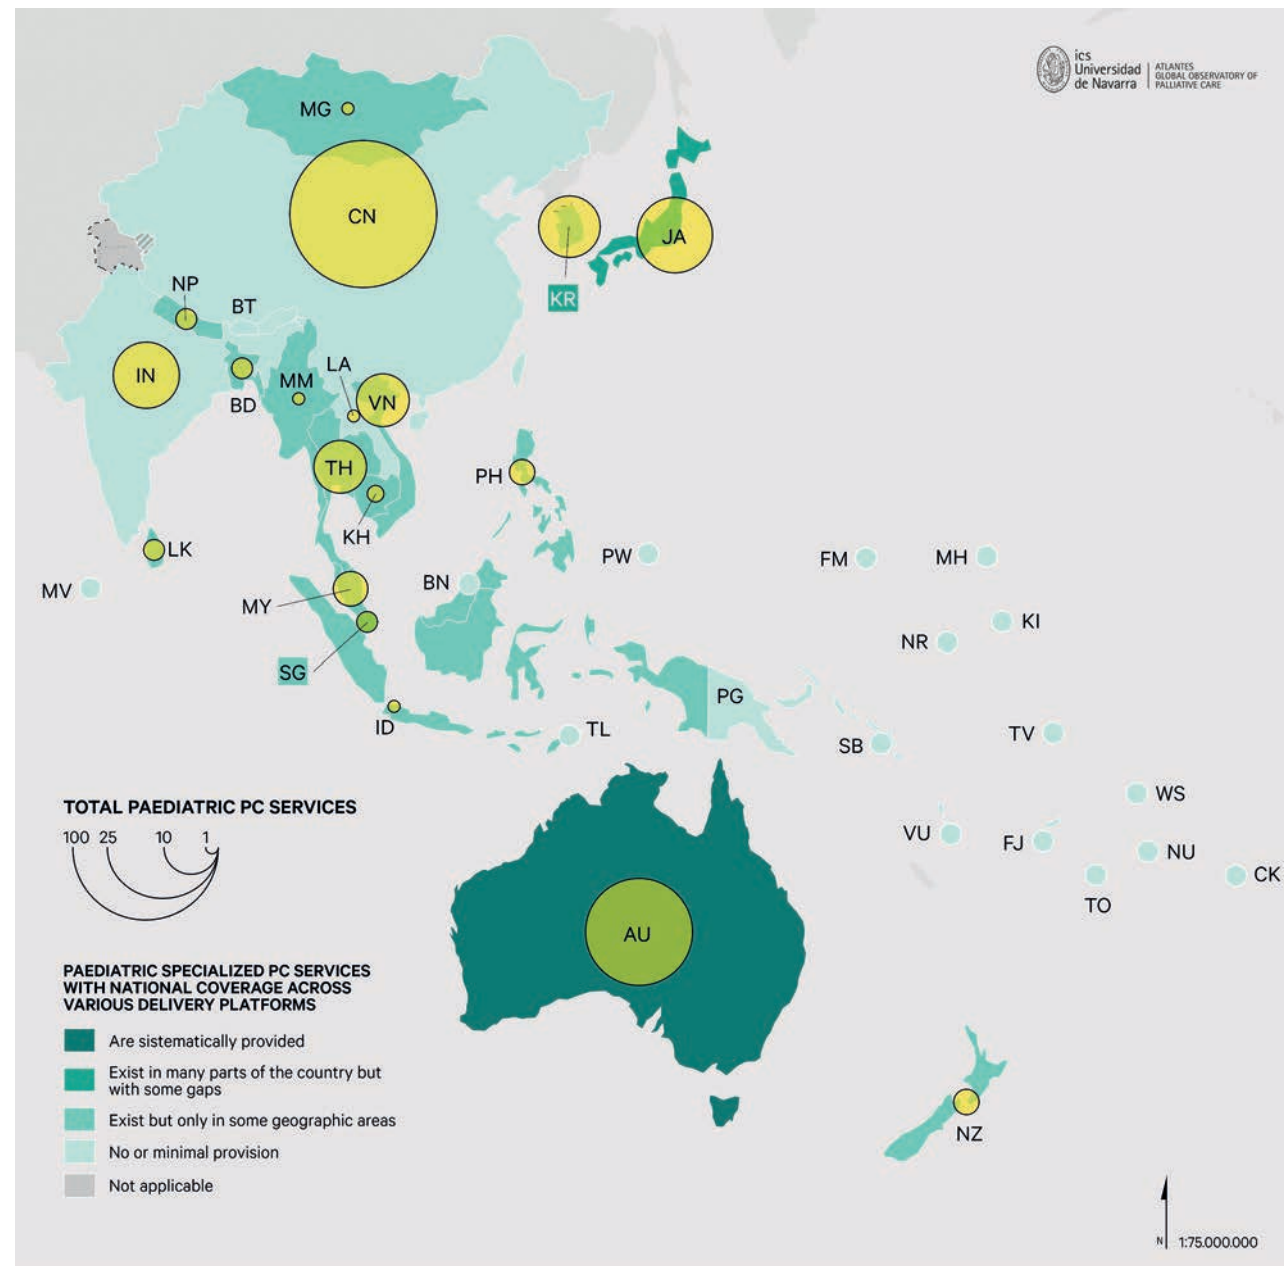 ics
Universidad
de Navarra
ATLANTES
GLOBAL OBSERVATORY OF
PALLIATIVE CARE
MG
CN
JA
KR
NP
BT
IN
LA
MM
VN
BD
TH
PH
KH
LK
PW
FM
MH
MV
BN
MY
KI
NR
SG
PG
ID
TL
SB
TV
WS
VU
FJ
NU
CK
TO
AU
NZ
TOTAL PAEDIATRIC PC SERVICES
100 25 10 1
PAEDIATRIC SPECIALIZED PC SERVICES
WITH NATIONAL COVERAGE ACROSS
VARIOUS DELIVERY PLATFORMS
Are sistematically provided
Exist in many parts of the country but
with some gaps
Exist but only in some geographic areas
No or minimal provision
Not applicable
N
1:75.000.000